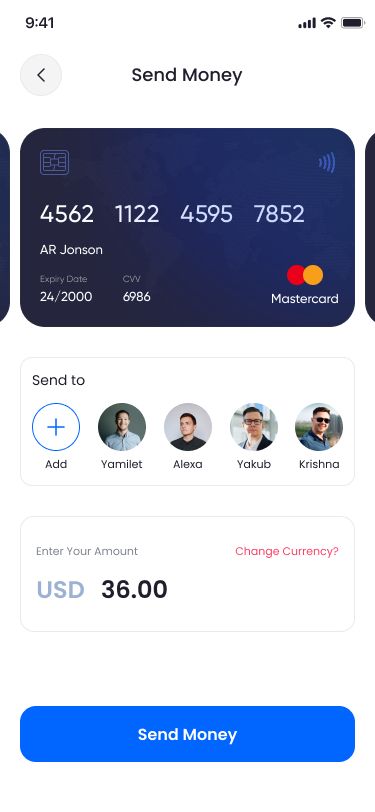 9:41
Send Money
4562 1122 4595 7852
AR Jonson
Expiry Date CVV
24/2000 6986
Mastercard
Send to
Add Yamilet Alexa Yakub Krishna
Enter Your Amount Change Currency?
USD 36.00
Send Money